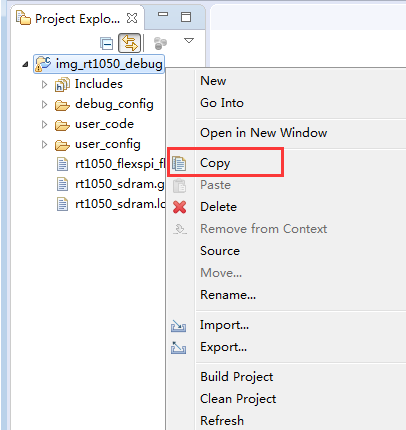 Project Explo...
img_rt1050_debug
Includes
debug_config
user_code
user_config
rt1050_flexspi_fl
rt1050_sdram.g
rt1050_sdram.lc
New
Go Into
Open in New Window
Copy
Paste
Delete
Remove from Context
Source
Move...
Rename...
Import...
Export...
Build Project
Clean Project
Refresh